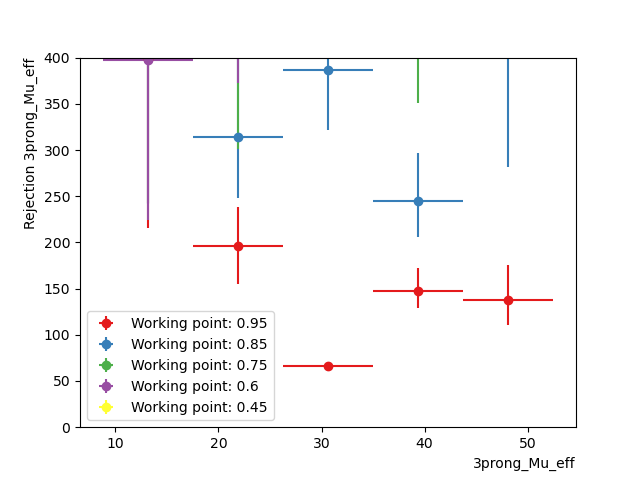 400
350
300
250
200
150
100
50
0
Rejection 3prong_Mu_eff
Working point: 0.95
Working point: 0.85
Working point: 0.75
Working point: 0.6
Working point: 0.45
10 20 30 40 50
3prong_Mu_eff